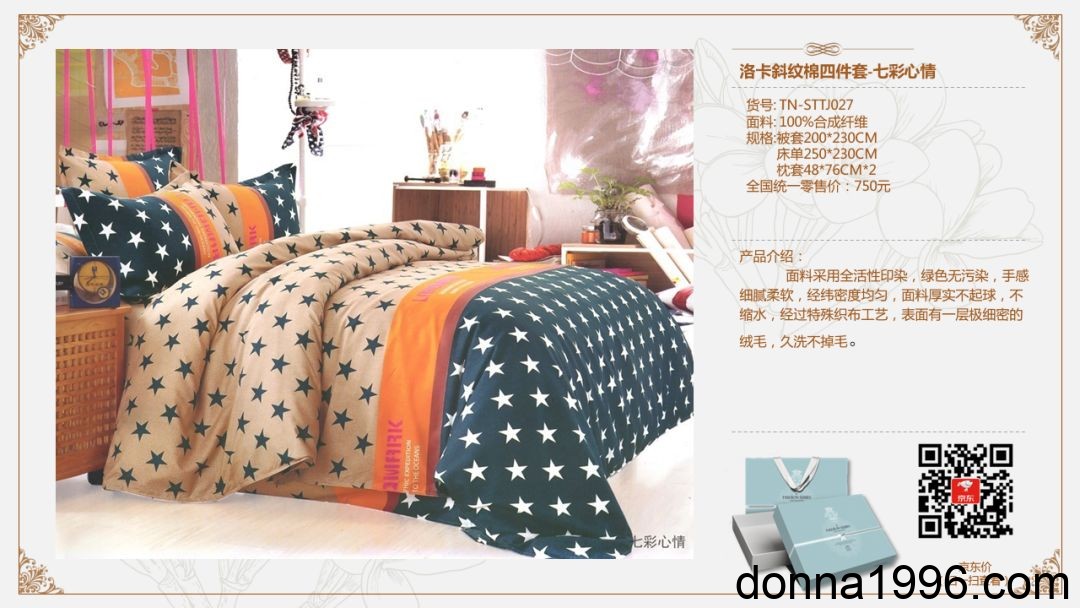 洛卡斜纹棉四件套-七彩心情
货号: TN-STTJ027
面料: 100%合成纤维
规格:被套200*230CM
床单250*230CM
枕套48*76CM*2
全国统一零售价：750元
产品介绍：
面料采用全活性印染，绿色无污染，手感
细腻柔软，经纬密度均匀，面料厚实不起球，不
缩水，经过特殊织布工艺，表面有一层极细密的
绒毛，久洗不掉毛。
七彩心情
京东
京东价
donna1996.com